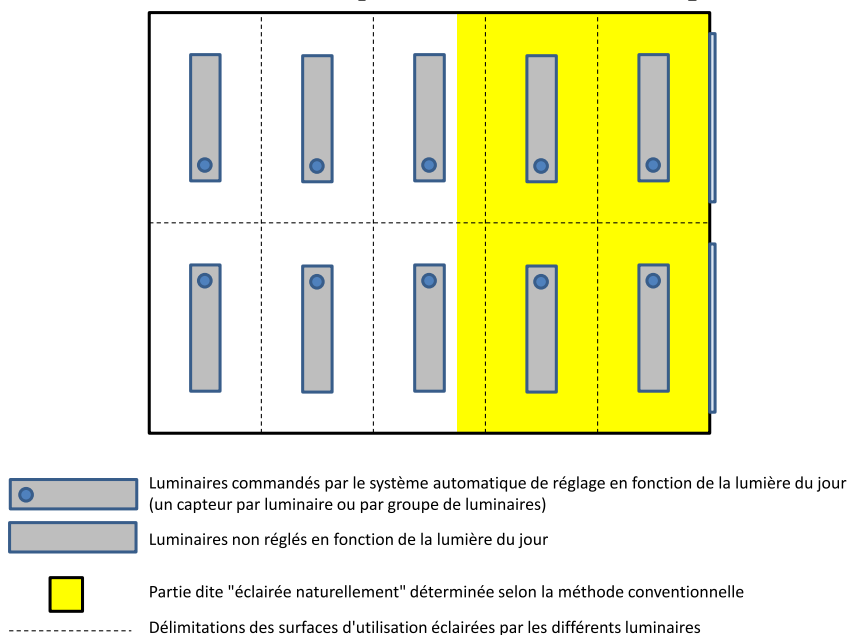 Luminaires commandés par le système automatique de réglage en fonction de la lumière du jour
(un capteur par luminaire ou par groupe de luminaires)
Luminaires non réglés en fonction de la lumière du jour
Partie dite "éclairée naturellement" déterminée selon la méthode conventionnelle
Délimitations des surfaces d'utilisation éclairées par les différents luminaires